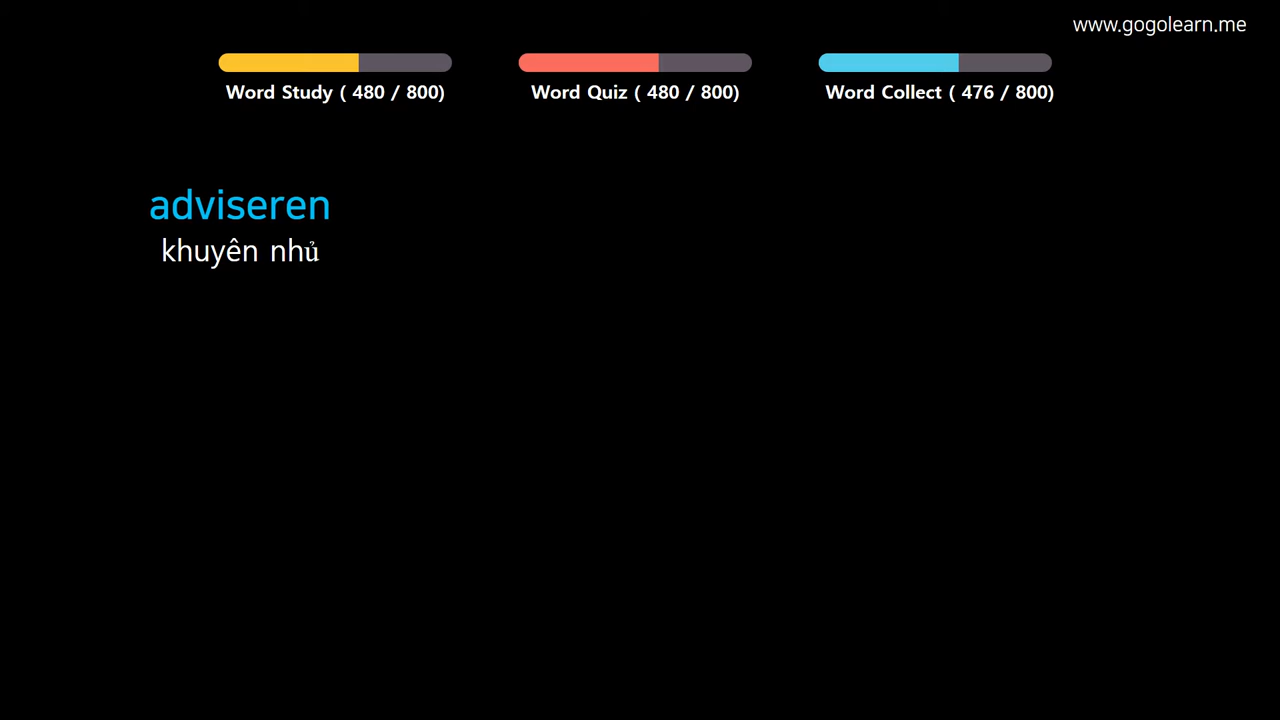 www.gogolearn.me
Word Study ( 480 / 800)
Word Quiz ( 480 / 800)
Word Collect ( 476 / 800)
adviseren
khuyên nhủ